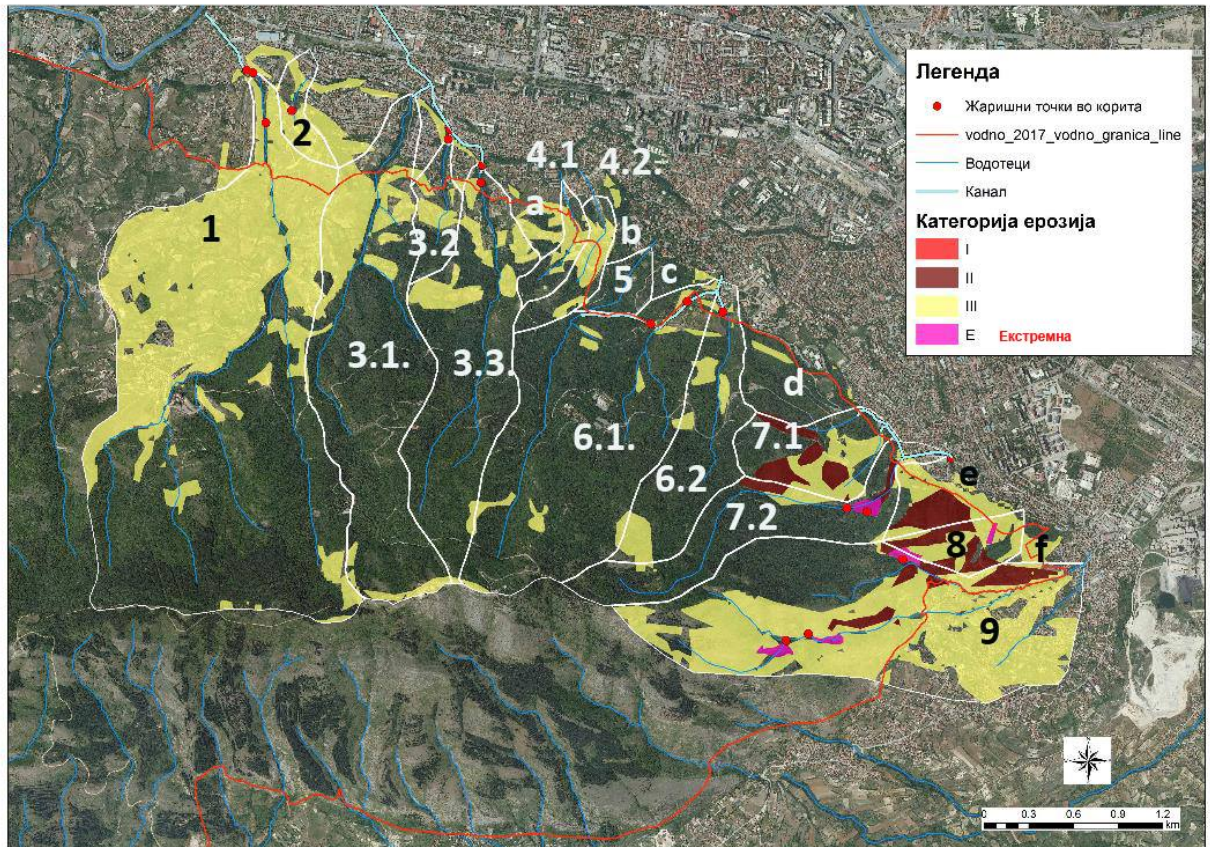 Легенда
Жаришни точки во корита
vodno_2017_vodno_granica_line
Водотеци
Канал
Категорија ерозија
I
II
III
E Екстремна
1
2
3.1.
3.2
3.3.
4.1
4.2.
a
b
5
c
6.1.
6.2
d
7.1
7.2
e
8
f
9
0 0.3 0.6 0.9 1.2
km